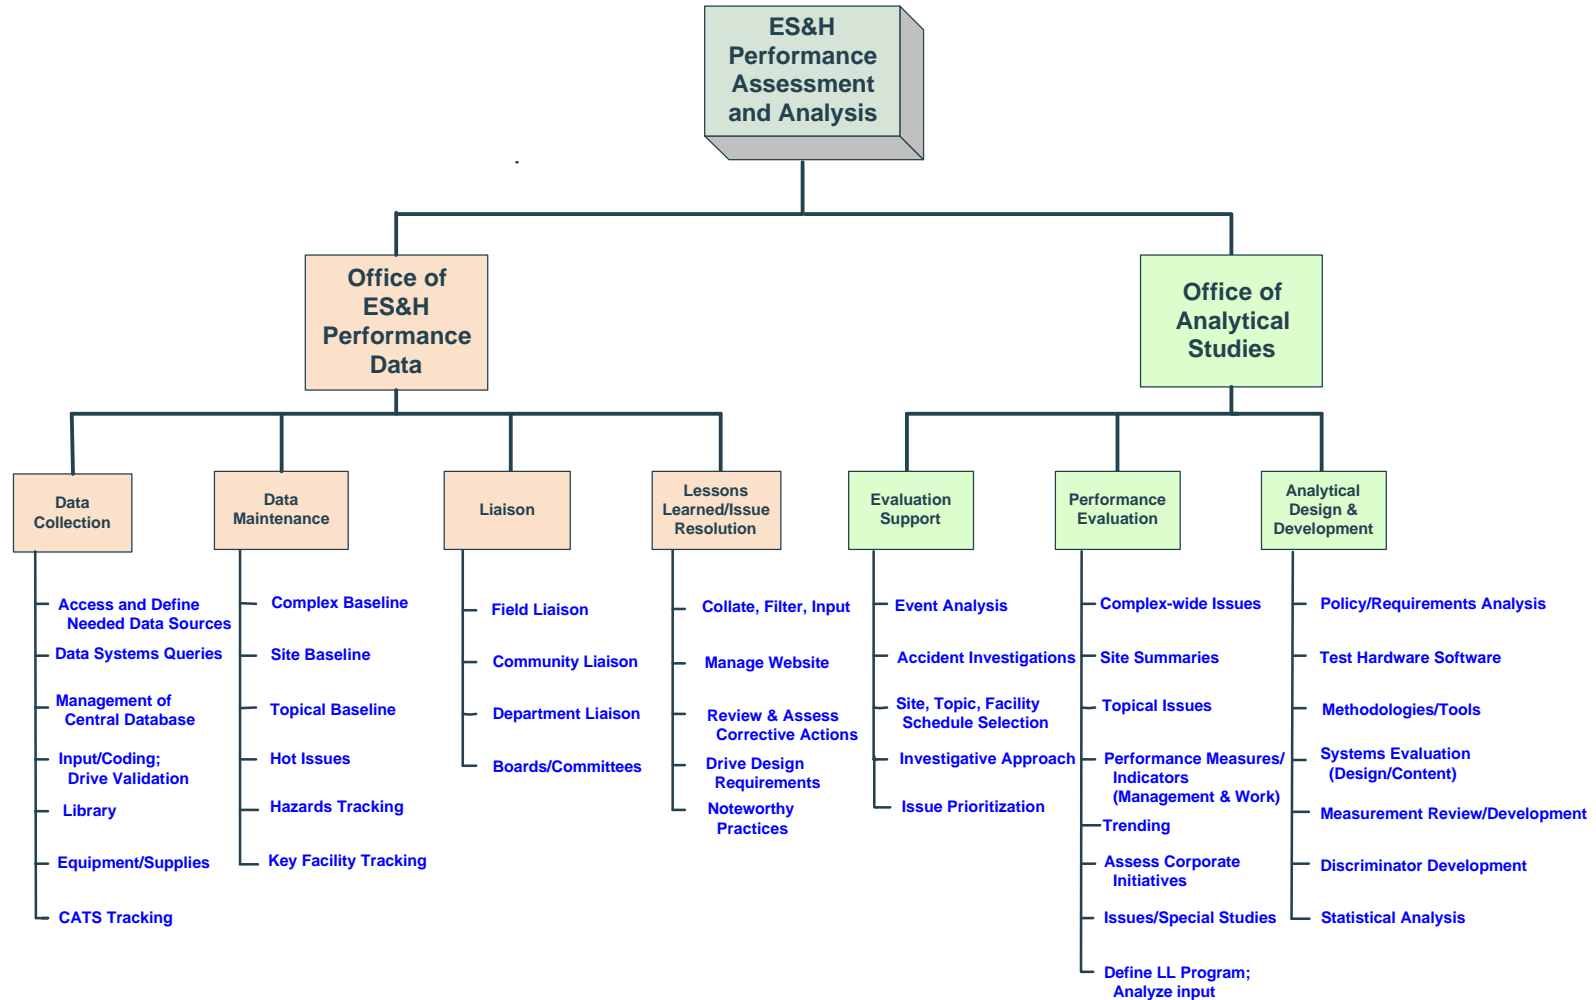 ES&H
Performance
Assessment
and Analysis
Office of
ES&H
Performance
Data
Office of
Analytical
Studies
Data
Collection
Data
Maintenance
Liaison
Lessons
Learned/Issue
Resolution
Evaluation
Support
Performance
Evaluation
Analytical
Design &
Development
Access and Define
Needed Data Sources
Data Systems Queries
Management of
Central Database
Input/Coding;
Drive Validation
Library
Equipment/Supplies
CATS Tracking
Complex Baseline
Site Baseline
Topical Baseline
Hot Issues
Hazards Tracking
Key Facility Tracking
Field Liaison
Community Liaison
Department Liaison
Boards/Committees
Collate, Filter, Input
Manage Website
Review & Assess
Corrective Actions
Drive Design
Requirements
Noteworthy
Practices
Event Analysis
Accident Investigations
Site, Topic, Facility
Schedule Selection
Investigative Approach
Issue Prioritization
Complex-wide Issues
Site Summaries
Topical Issues
Performance Measures/
Indicators
(Management & Work)
Trending
Assess Corporate
Initiatives
Issues/Special Studies
Define LL Program;
Analyze input
Policy/Requirements Analysis
Test Hardware Software
Methodologies/Tools
Systems Evaluation
(Design/Content)
Measurement Review/Development
Discriminator Development
Statistical Analysis